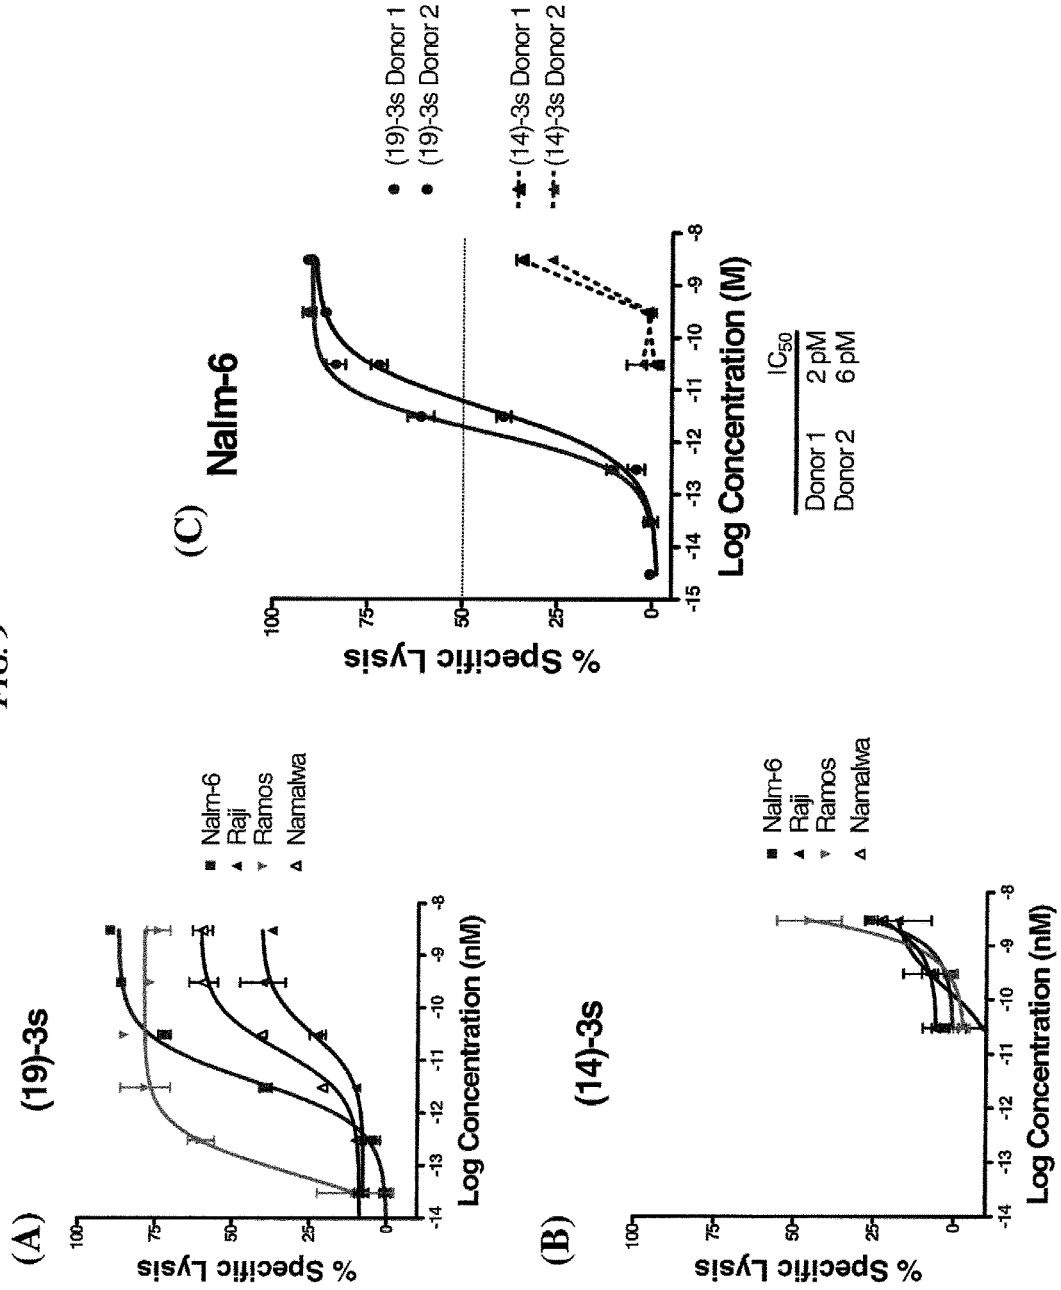 (A)
(19)-3s
% Specific Lysis
100
75
50
25
0
-14
-13
-12
-11
-10
-9
-8
Log Concentration (nM)
Nalm-6
Raji
Ramos
Namalwa
(B)
(14)-3s
% Specific Lysis
100
75
50
25
0
-14
-13
-12
-11
-10
-9
-8
Log Concentration (nM)
Nalm-6
Raji
Ramos
Namalwa
(C)
Nalm-6
% Specific Lysis
100
75
50
25
0
-15
-14
-13
-12
-11
-10
-9
-8
Log Concentration (M)
(19)-3s Donor 1
(19)-3s Donor 2
(14)-3s Donor 1
(14)-3s Donor 2
IC50
Donor 1 2 pM
Donor 2 6 pM